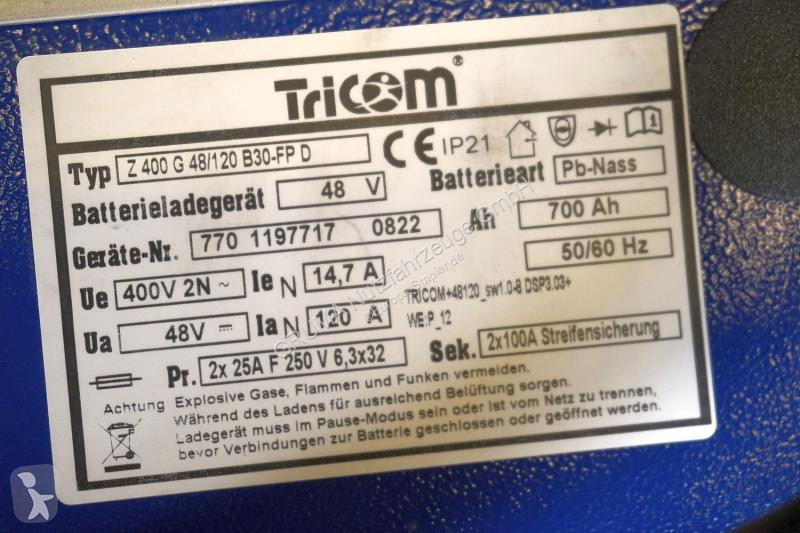 TriCOM®
Typ Z 400 G 48/120 B30-FP D CE IP21
Batterieladegerät 48 V Batterieart Pb-Nass
Geräte-Nr. 770 1197717 0822 Ah 700 Ah
50/60 Hz
Ue 400V 2N ~ Ie N 14,7 A
TRICOM+48120_sw1.0-8 DSP3.03+
Ua 48V ⎓ Ia N 120 A WE:P_12
Pr. 2x 25A F 250 V 6,3x32 Sek. 2x100A Streifensicherung
Achtung Explosive Gase, Flammen und Funken vermeiden.
Während des Ladens für ausreichend Belüftung sorgen.
Ladegerät muss im Pause-Modus sein oder ist vom Netz zu trennen,
bevor Verbindungen zur Batterie geschlossen oder geöffnet werden.